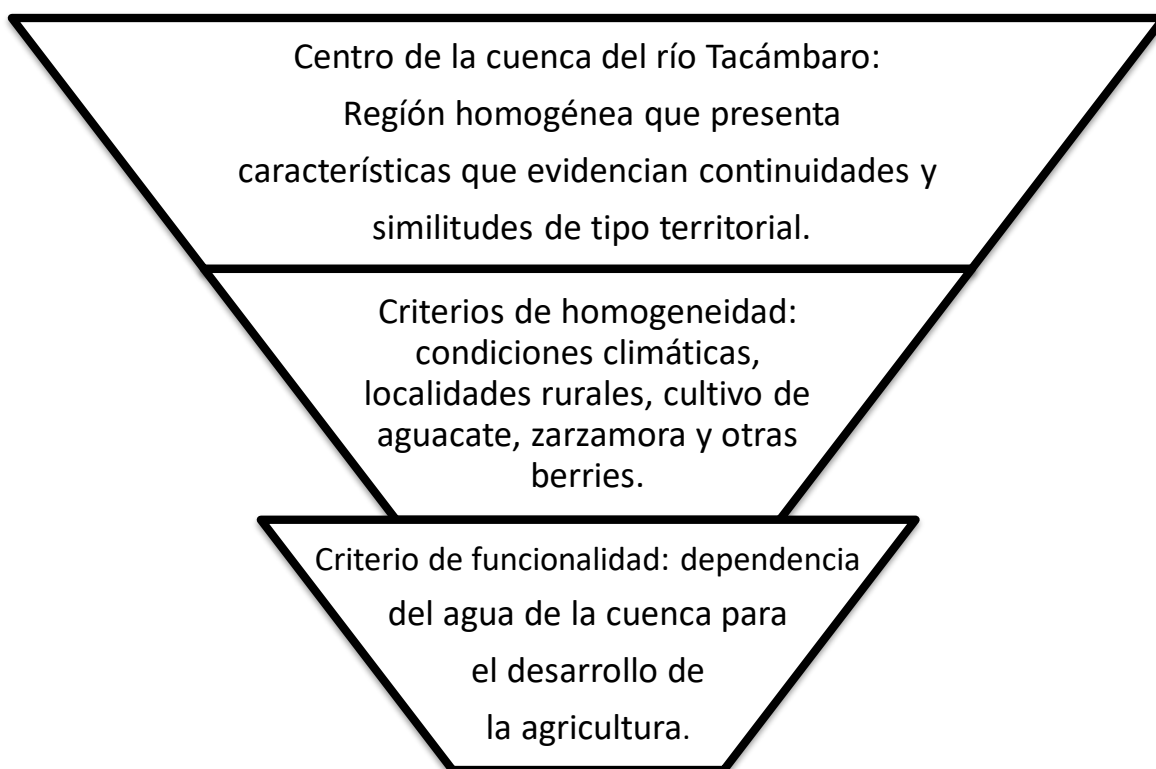 Centro de la cuenca del río Tacámbaro:
Región homogénea que presenta
características que evidencian continuidades y
similitudes de tipo territorial.
Criterios de homogeneidad:
condiciones climáticas,
localidades rurales, cultivo de
aguacate, zarzamora y otras
berries.
Criterio de funcionalidad: dependencia
del agua de la cuenca para
el desarrollo de
la agricultura.